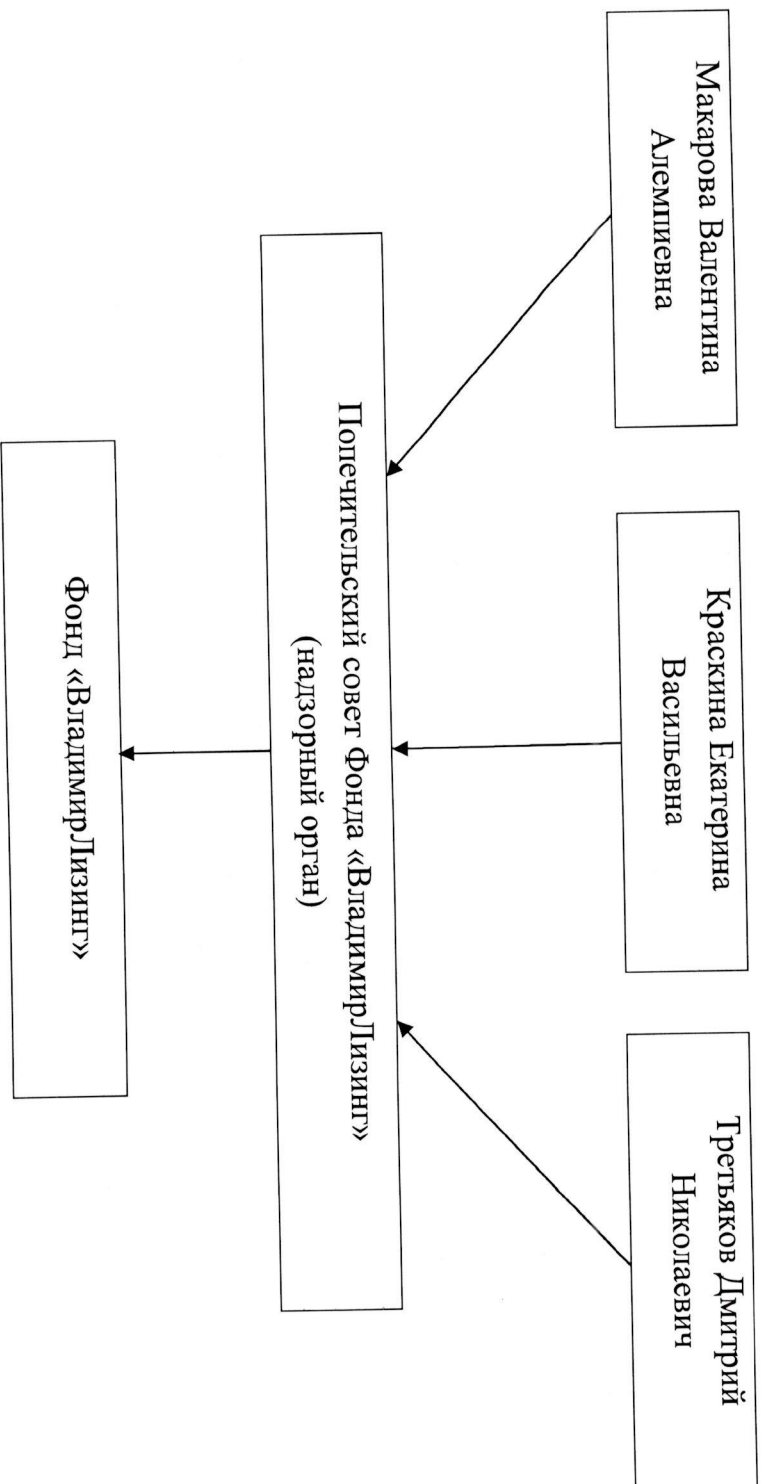 Макарова Валентина
Алемпиевна
Краскина Екатерина
Васильевна
Третьяков Дмитрий
Николаевич
Попечительский совет Фонда «ВладимирЛизинг»
(надзорный орган)
Фонд «ВладимирЛизинг»